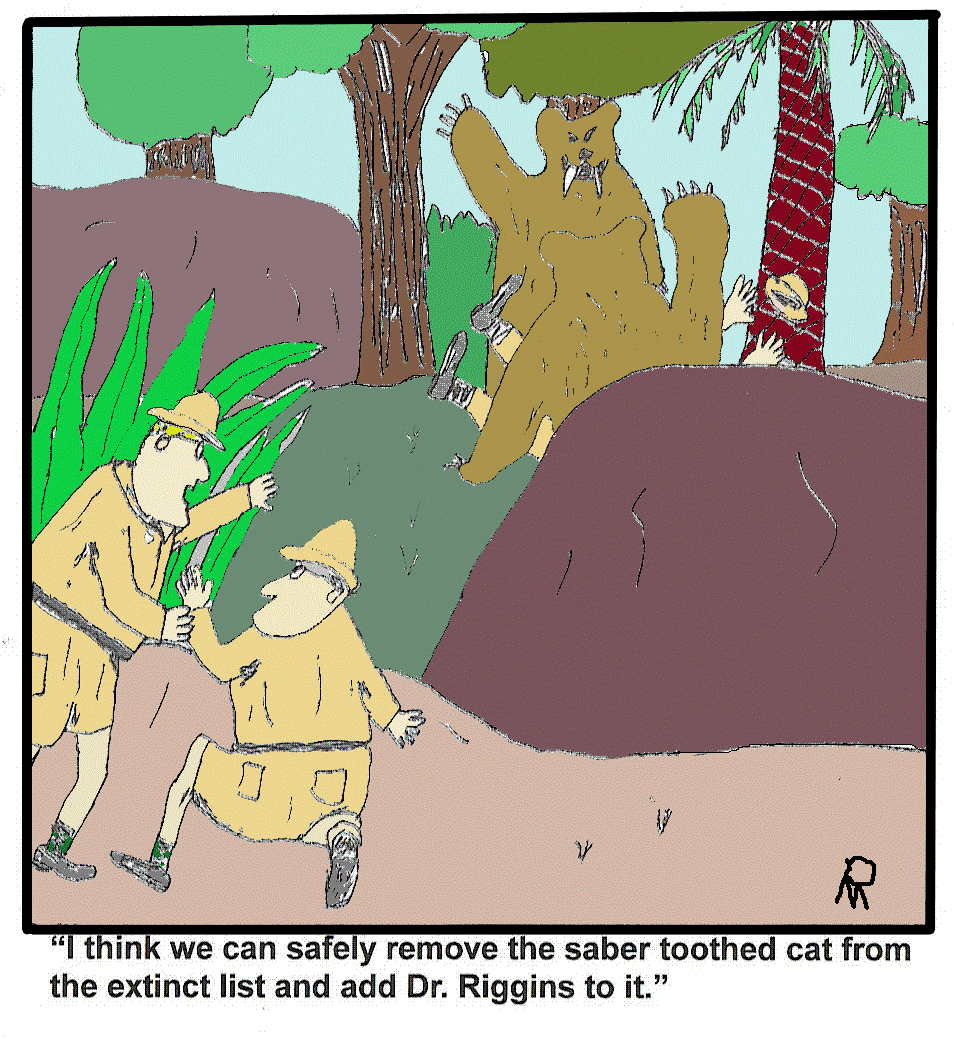 “I think we can safely remove the saber toothed cat from
the extinct list and add Dr. Riggins to it.”